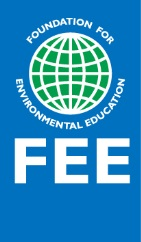 FOUNDATION FOR
ENVIRONMENTAL EDUCATION
FEE